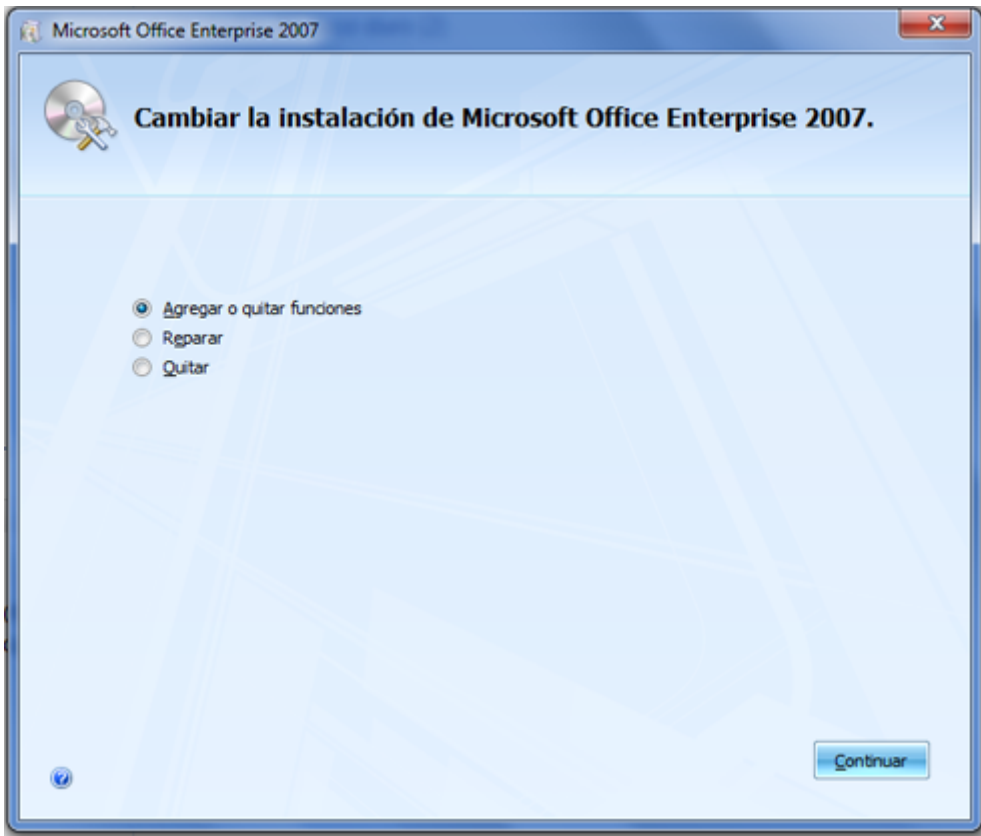 Microsoft Office Enterprise 2007
Cambiar la instalación de Microsoft Office Enterprise 2007.
Agregar o quitar funciones
Reparar
Quitar
Continuar